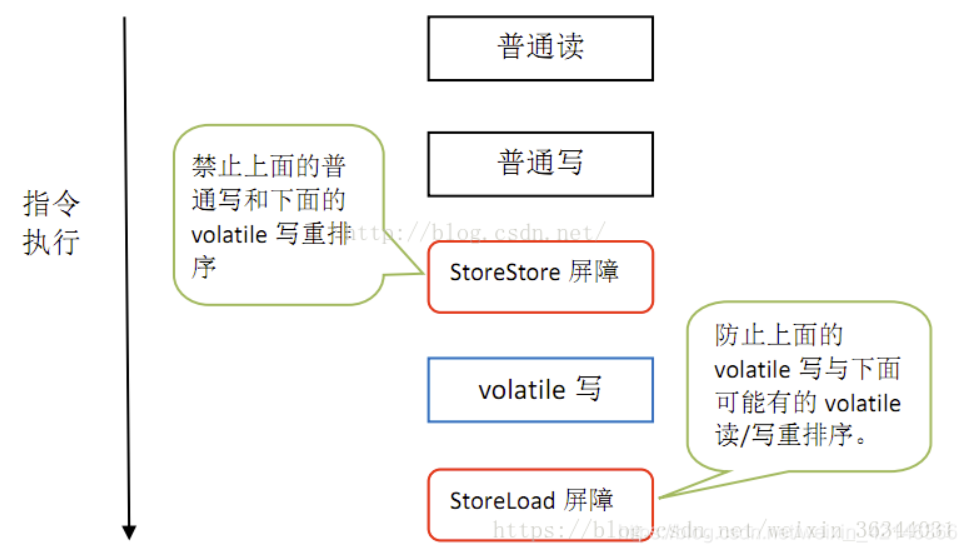 普通读
普通写
禁止上面的普
通写和下面的
volatile 写重排
序
http://blog.csdn.net/
指令
执行
StoreStore 屏障
防止上面的
volatile 写与下面
可能有的 volatile
读/写重排序。
volatile 写
StoreLoad 屏障
https://blog.csdn.net/weixin_36344031